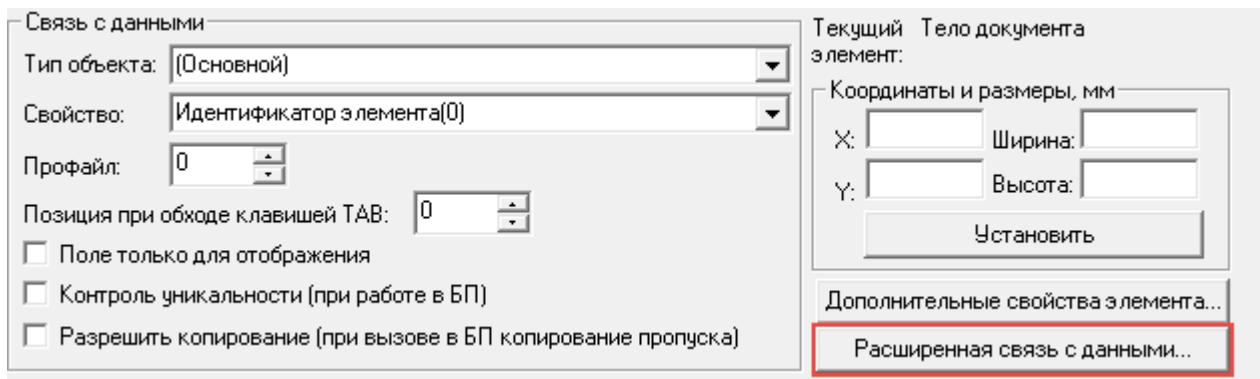 Связь с данными
Тип объекта: (Основной)
Свойство: Идентификатор элемента(0)
Профайл: 0
Позиция при обходе клавишей TAB: 0
Поле только для отображения
Контроль уникальности (при работе в БП)
Разрешить копирование (при вызове в БП копирование пропуска)
Текущий Тело документа
элемент:
Координаты и размеры, мм
X: Ширина:
Y: Высота:
Установить
Дополнительные свойства элемента...
Расширенная связь с данными...